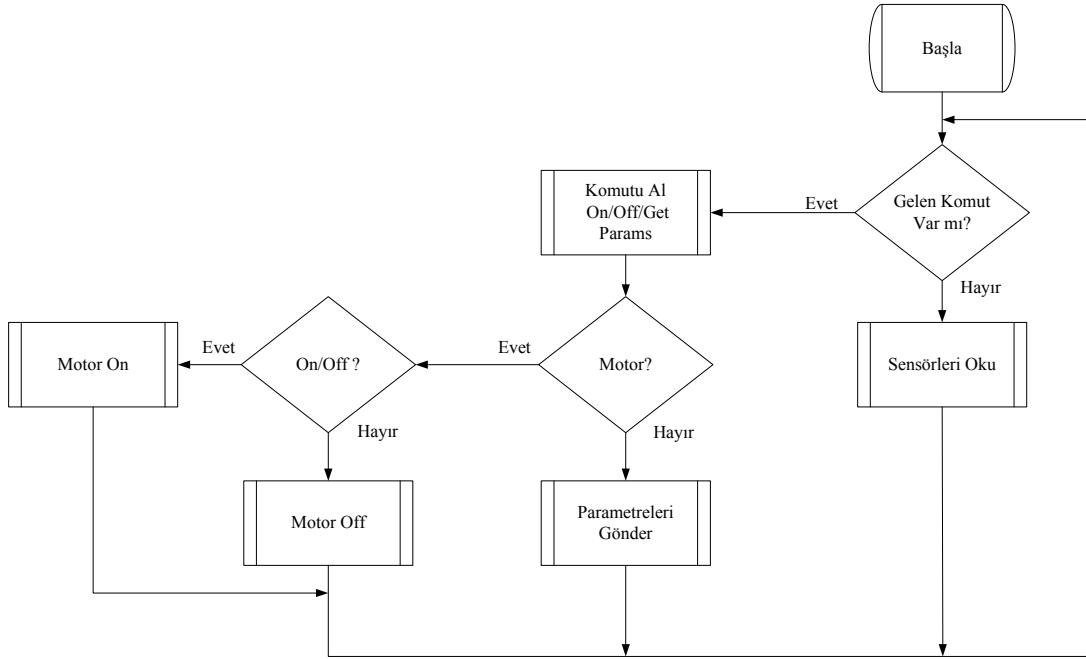 Başla
Gelen Komut
Var mı?
Evet
Komutu Al
On/Off/Get
Params
Hayır
Sensörleri Oku
Motor?
Evet
On/Off ?
Evet
Motor On
Hayır
Motor Off
Hayır
Parametreleri
Gönder